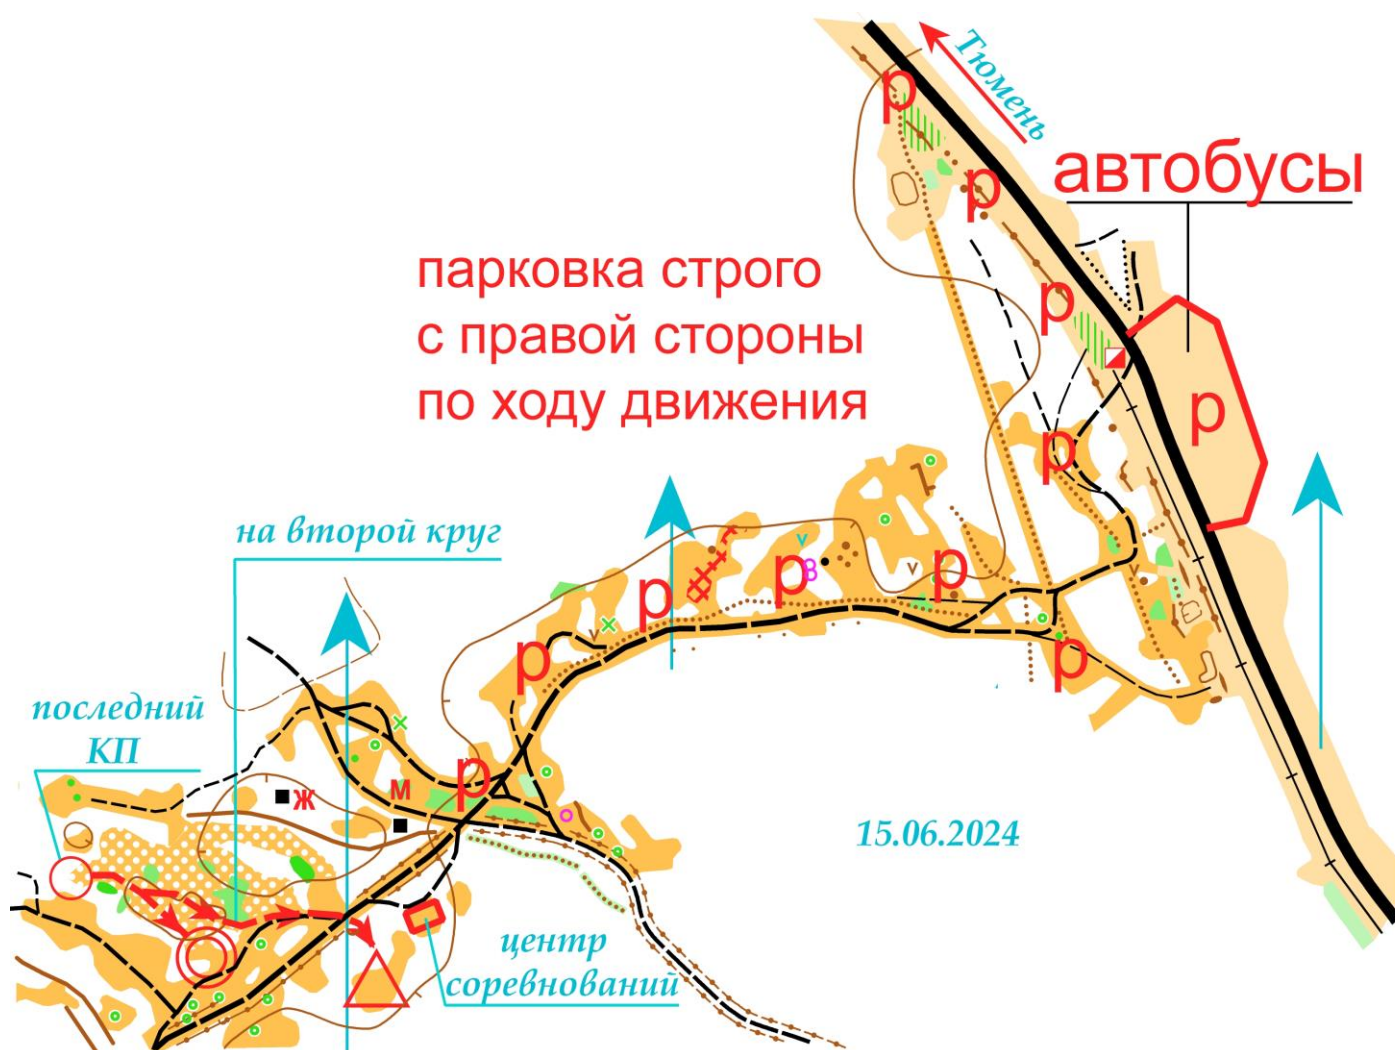 Тюмень
р
р
автобусы
парковка строго
с правой стороны
по ходу движения
р
р
р
на второй круг
р
р
р
р
р
последний
КП
р
м
ж
15.06.2024
центр
соревнований